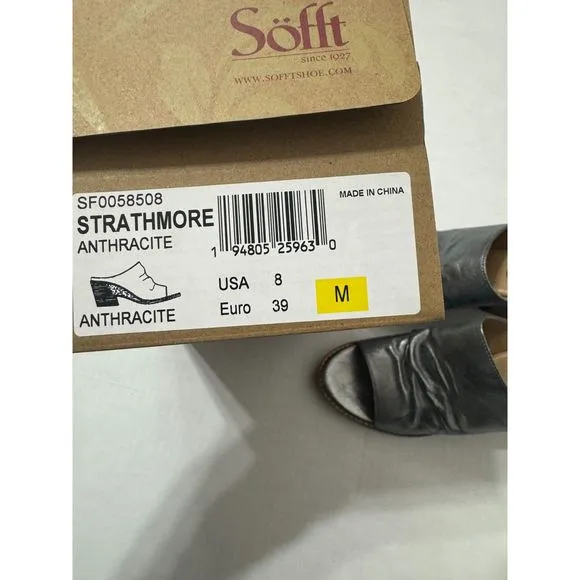 Söfft
since 1927
WWW.SOFFTSHOE.COM
SF0058508
STRATHMORE
ANTHRACITE
MADE IN CHINA
1 94805 25963 0
USA 8
Euro 39
M
ANTHRACITE